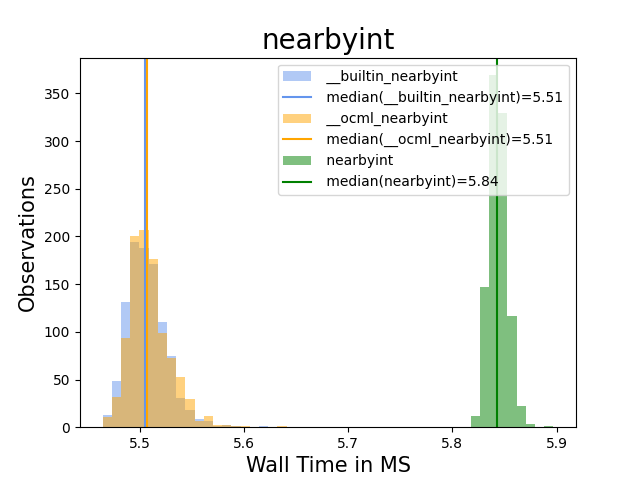 nearbyint
__builtin_nearbyint
median(__builtin_nearbyint)=5.51
__ocml_nearbyint
median(__ocml_nearbyint)=5.51
nearbyint
median(nearbyint)=5.84
Observations
350
300
250
200
150
100
50
0
5.5 5.6 5.7 5.8 5.9
Wall Time in MS